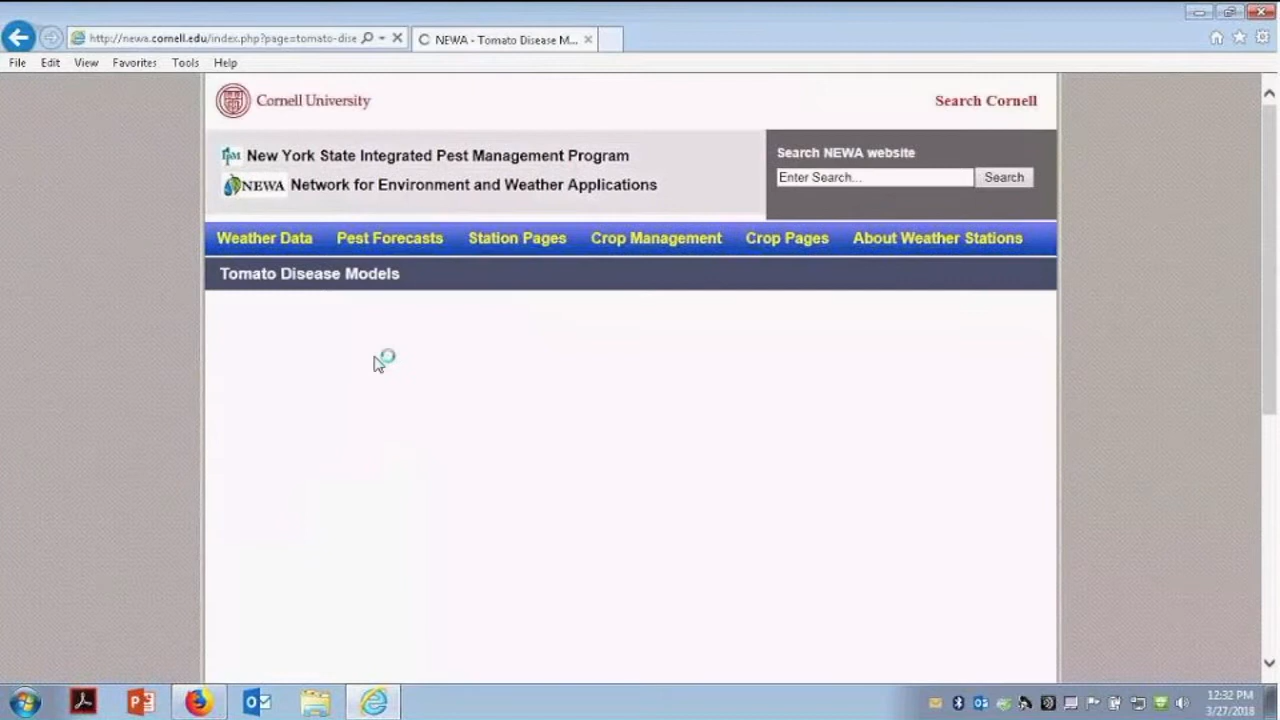 http://newa.cornell.edu/index.php?page=tomato-dise
NEWA - Tomato Disease M...
File Edit View Favorites Tools Help
Cornell University
Search Cornell
New York State Integrated Pest Management Program
NEWA Network for Environment and Weather Applications
Search NEWA website
Enter Search... Search
Weather Data Pest Forecasts Station Pages Crop Management Crop Pages About Weather Stations
Tomato Disease Models
12:32 PM
3/27/2018